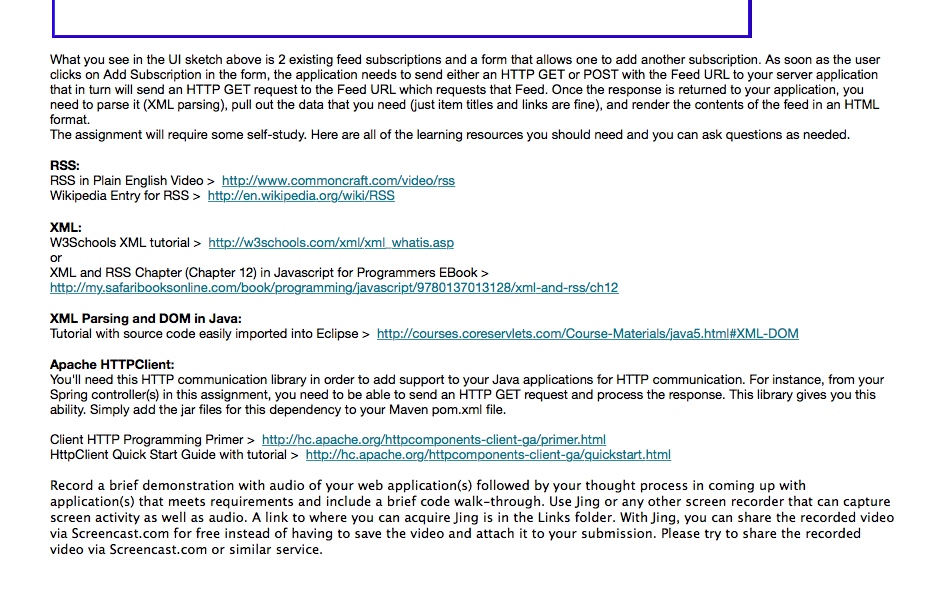 What you see in the UI sketch above is 2 existing feed subscriptions and a form that allows one to add another subscription. As soon as the user
clicks on Add Subscription in the form, the application needs to send either an HTTP GET or POST with the Feed URL to your server application
that in turn will send an HTTP GET request to the Feed URL which requests that Feed. Once the response is returned to your application, you
need to parse it (XML parsing), pull out the data that you need (just item titles and links are fine), and render the contents of the feed in an HTML
format.
The assignment will require some self-study. Here are all of the learning resources you should need and you can ask questions as needed.
RSS:
RSS in Plain English Video > http://www.commoncraft.com/video/rss
Wikipedia Entry for RSS > http://en.wikipedia.org/wiki/RSS
XML:
W3Schools XML tutorial > http://w3schools.com/xml/xml_whatis.asp
or
XML and RSS Chapter (Chapter 12) in Javascript for Programmers EBook >
http://my.safaribooksonline.com/book/programming/javascript/9780137013128/xml-and-rss/ch12
XML Parsing and DOM in Java:
Tutorial with source code easily imported into Eclipse > http://courses.coreservlets.com/Course-Materials/java5.html#XML-DOM
Apache HTTPClient:
You'll need this HTTP communication library in order to add support to your Java applications for HTTP communication. For instance, from your
Spring controller(s) in this assignment, you need to be able to send an HTTP GET request and process the response. This library gives you this
ability. Simply add the jar files for this dependency to your Maven pom.xml file.
Client HTTP Programming Primer > http://hc.apache.org/httpcomponents-client-ga/primer.html
HttpClient Quick Start Guide with tutorial > http://hc.apache.org/httpcomponents-client-ga/quickstart.html
Record a brief demonstration with audio of your web application(s) followed by your thought process in coming up with
application(s) that meets requirements and include a brief code walk-through. Use Jing or any other screen recorder that can capture
screen activity as well as audio. A link to where you can acquire Jing is in the Links folder. With Jing, you can share the recorded video
via Screencast.com for free instead of having to save the video and attach it to your submission. Please try to share the recorded
video via Screencast.com or similar service.